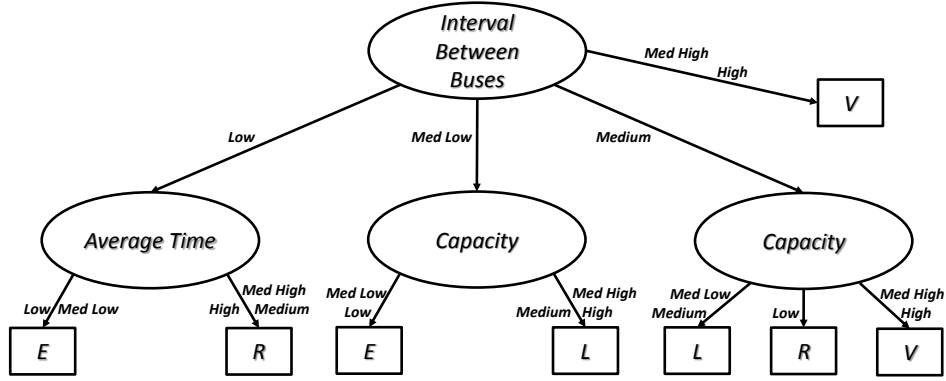 Interval
Between
Buses
Med High
High
V
Low
Med Low
Medium
Average Time
Capacity
Capacity
Low Med Low
Med High
High Medium
Med Low
Low
Med High
Medium High
Med Low
Medium
Low
Med High
High
E
R
E
L
L
R
V